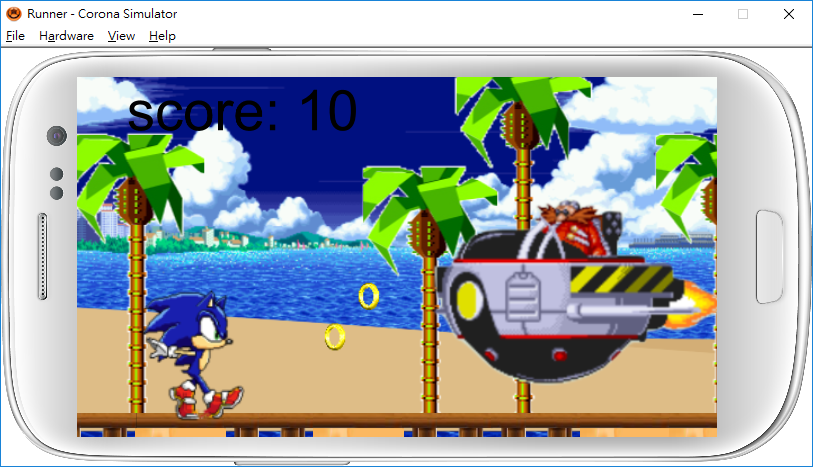 Runner - Corona Simulator
File Hardware View Help
score: 10